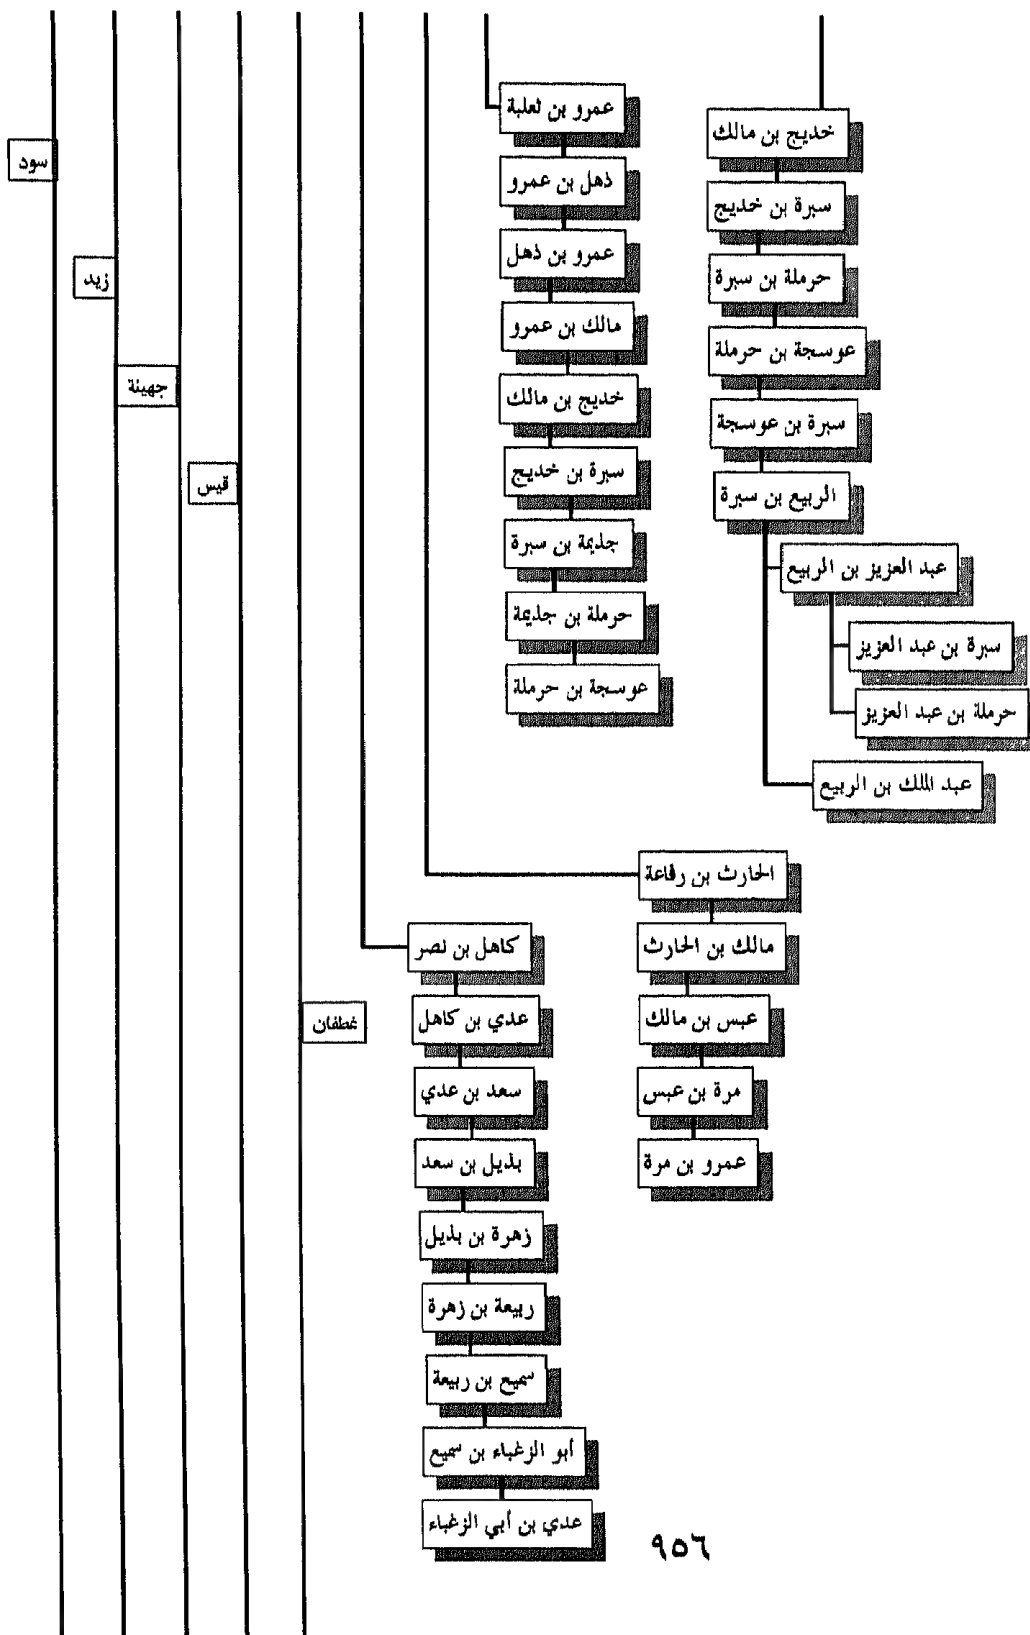 خديج بن مالك
سبرة بن خديج
حرملة بن سبرة
عوسجة بن حرملة
سبرة بن عوسجة
الربيع بن سبرة
عبد العزيز بن الربيع
سبرة بن عبد العزيز
حرملة بن عبد العزيز
عبد الملك بن الربيع
عمرو بن ثعلبة
ذهل بن عمرو
عمرو بن ذهل
مالك بن عمرو
خديج بن مالك
سبرة بن خديج
جذيمة بن سبرة
حرملة بن جذيمة
عوسجة بن حرملة
الحارث بن رفاعة
مالك بن الحارث
عبس بن مالك
مرة بن عبس
عمرو بن مرة
كاهل بن نصر
عدي بن كاهل
سعد بن عدي
بذيل بن سعد
زهرة بن بذيل
ربيعة بن زهرة
سميع بن ربيعة
أبو الزغباء بن سميع
عدي بن أبي الزغباء
غطفان
قيس
جهينة
زيد
سود
٩٥٦